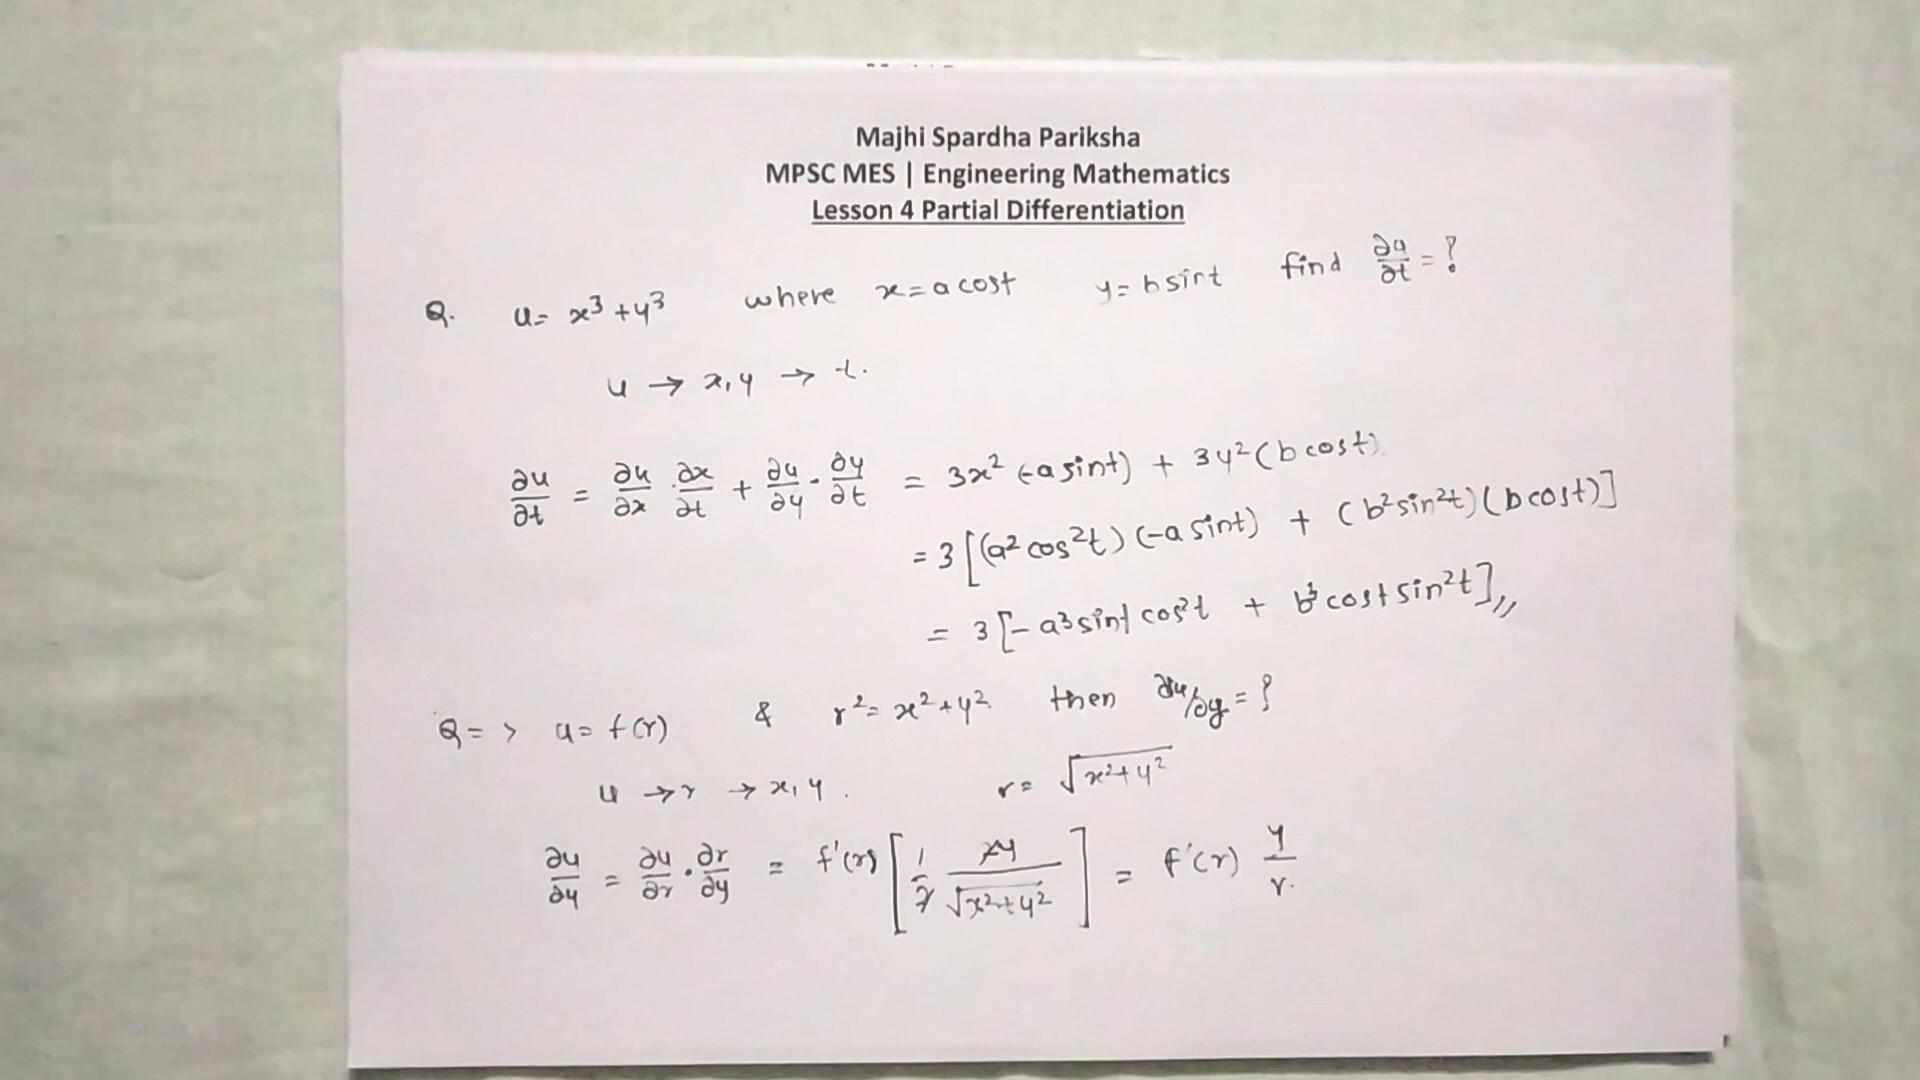 Majhi Spardha Pariksha
MPSC MES | Engineering Mathematics
Lesson 4 Partial Differentiation
Q. u = x³ + y³ where x = a cost y = b sint find ∂u/∂t = ?
u → x, y → t.
∂u/∂t = ∂u/∂x · ∂x/∂t + ∂u/∂y · ∂y/∂t = 3x² (-a sint) + 3y² (b cost).
= 3 [(a² cos²t) (-a sint) + (b² sin²t) (b cost)]
= 3 [- a³ sint cos²t + b³ cost sin²t] //
Q = > u = f(r) & r² = x² + y² then ∂u/∂y = ?
u → r → x, y . r = √(x² + y²)
∂u/∂y = ∂u/∂r · ∂r/∂y = f'(r) [1/2 2y/√(x² + y²)] = f'(r) y/r.